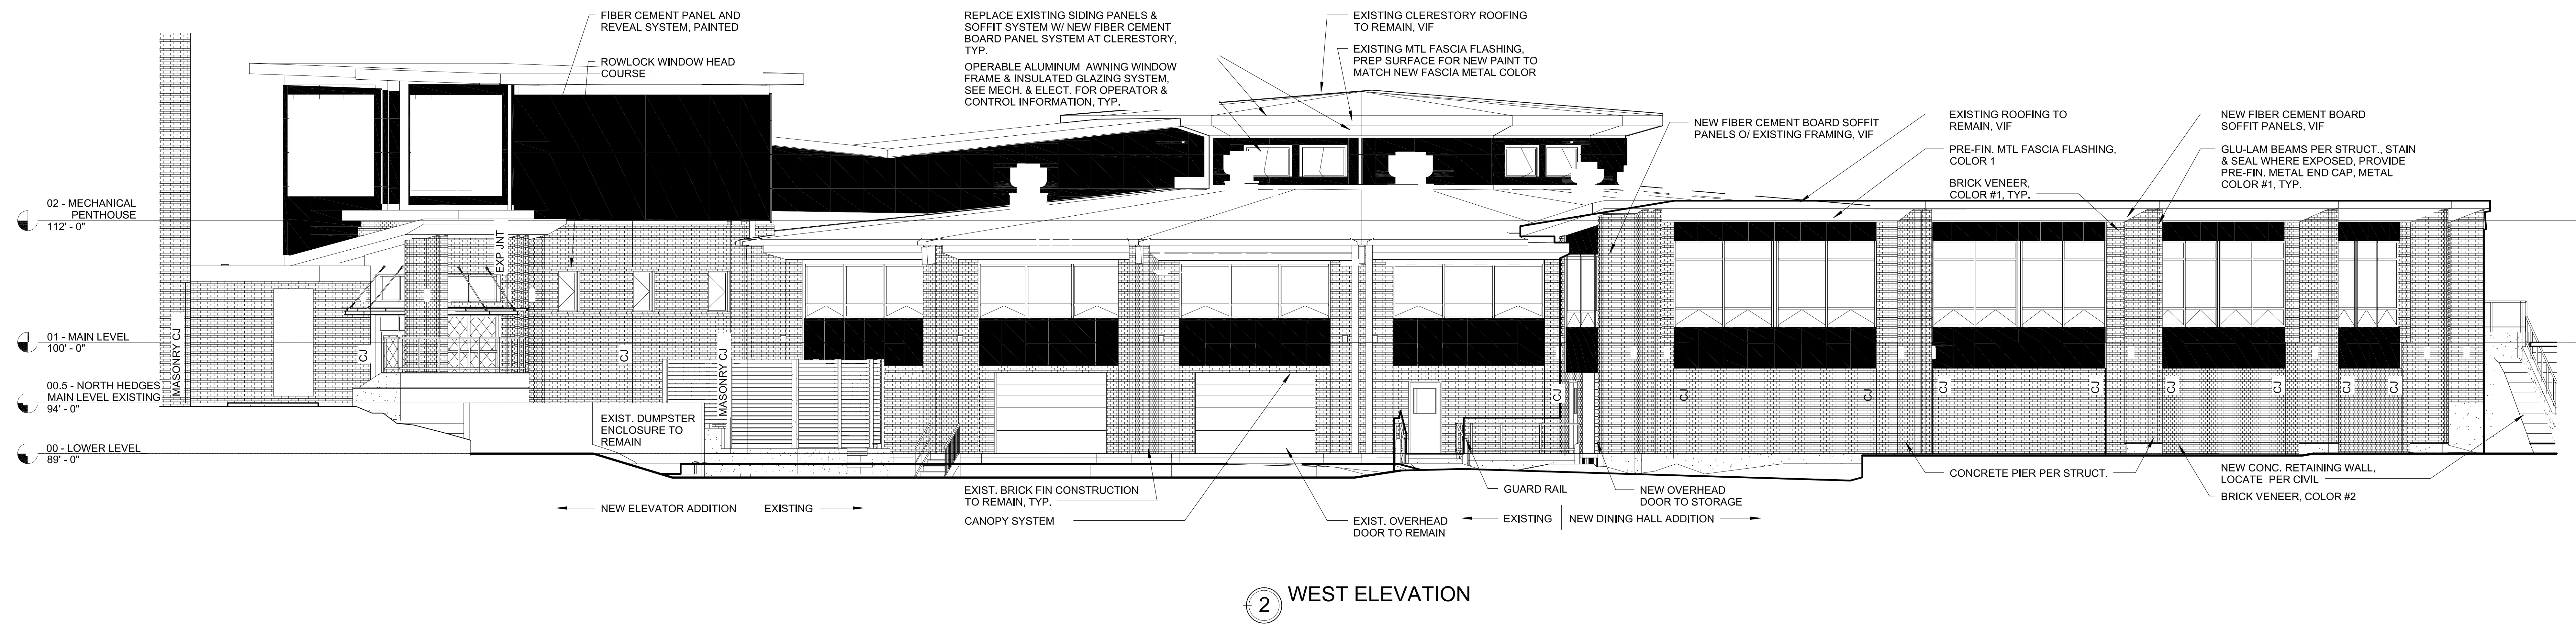 FIBER CEMENT PANEL AND
REVEAL SYSTEM, PAINTED
ROWLOCK WINDOW HEAD
COURSE
REPLACE EXISTING SIDING PANELS &
SOFFIT SYSTEM W/ NEW FIBER CEMENT
BOARD PANEL SYSTEM AT CLERESTORY,
TYP.
OPERABLE ALUMINUM AWNING WINDOW
FRAME & INSULATED GLAZING SYSTEM,
SEE MECH. & ELECT. FOR OPERATOR &
CONTROL INFORMATION, TYP.
EXISTING CLERESTORY ROOFING
TO REMAIN, VIF
EXISTING MTL FASCIA FLASHING,
PREP SURFACE FOR NEW PAINT TO
MATCH NEW FASCIA METAL COLOR
NEW FIBER CEMENT BOARD SOFFIT
PANELS O/ EXISTING FRAMING, VIF
EXISTING ROOFING TO
REMAIN, VIF
PRE-FIN. MTL FASCIA FLASHING,
COLOR 1
BRICK VENEER,
COLOR #1, TYP.
NEW FIBER CEMENT BOARD
SOFFIT PANELS, VIF
GLU-LAM BEAMS PER STRUCT., STAIN
& SEAL WHERE EXPOSED, PROVIDE
PRE-FIN. METAL END CAP, METAL
COLOR #1, TYP.
02 - MECHANICAL
PENTHOUSE
112' - 0"
01 - MAIN LEVEL
100' - 0"
00.5 - NORTH HEDGES
MAIN LEVEL EXISTING
94' - 0"
00 - LOWER LEVEL
89' - 0"
MASONRY CJ
CJ
EXP JNT
CJ
MASONRY CJ
CJ
CJ
CJ
CJ
CJ
CJ
CJ
CJ
CJ
EXIST. DUMPSTER
ENCLOSURE TO
REMAIN
NEW ELEVATOR ADDITION
EXISTING
EXIST. BRICK FIN CONSTRUCTION
TO REMAIN, TYP.
CANOPY SYSTEM
EXIST. OVERHEAD
DOOR TO REMAIN
GUARD RAIL
EXISTING
NEW DINING HALL ADDITION
NEW OVERHEAD
DOOR TO STORAGE
CONCRETE PIER PER STRUCT.
NEW CONC. RETAINING WALL,
LOCATE PER CIVIL
BRICK VENEER, COLOR #2
2
WEST ELEVATION